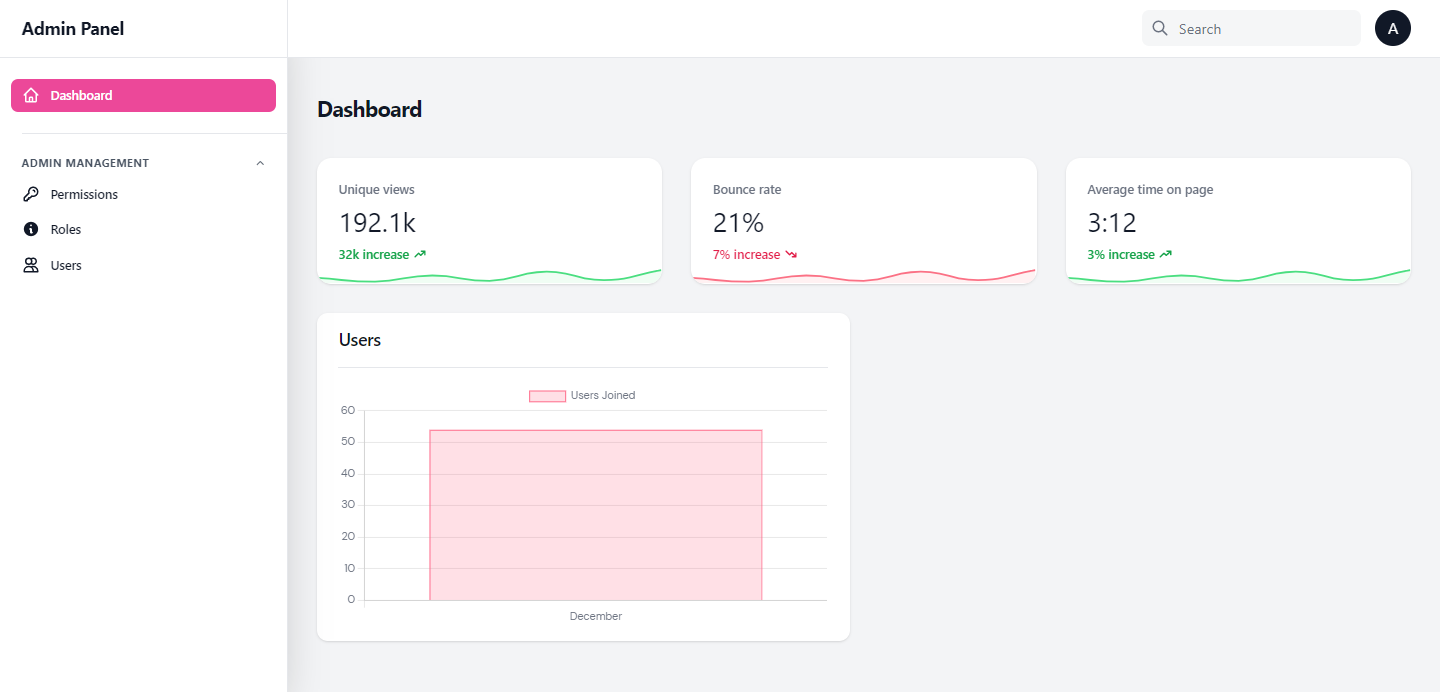 Admin Panel
Search
A
Dashboard
ADMIN MANAGEMENT
Permissions
Roles
Users
Dashboard
Unique views
192.1k
32k increase
Bounce rate
21%
7% increase
Average time on page
3:12
3% increase
Users
Users Joined
60
50
40
30
20
10
0
December